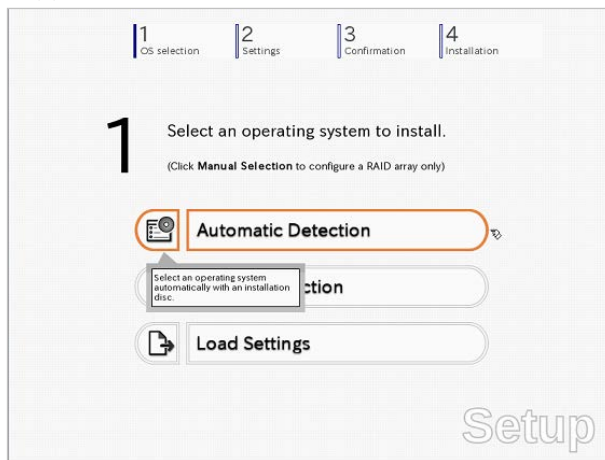 1
OS selection
2
Settings
3
Confirmation
4
Installation
1
Select an operating system to install.
(Click Manual Selection to configure a RAID array only)
Automatic Detection
Select an operating system
automatically with an installation
disc.
ction
Load Settings
Setup